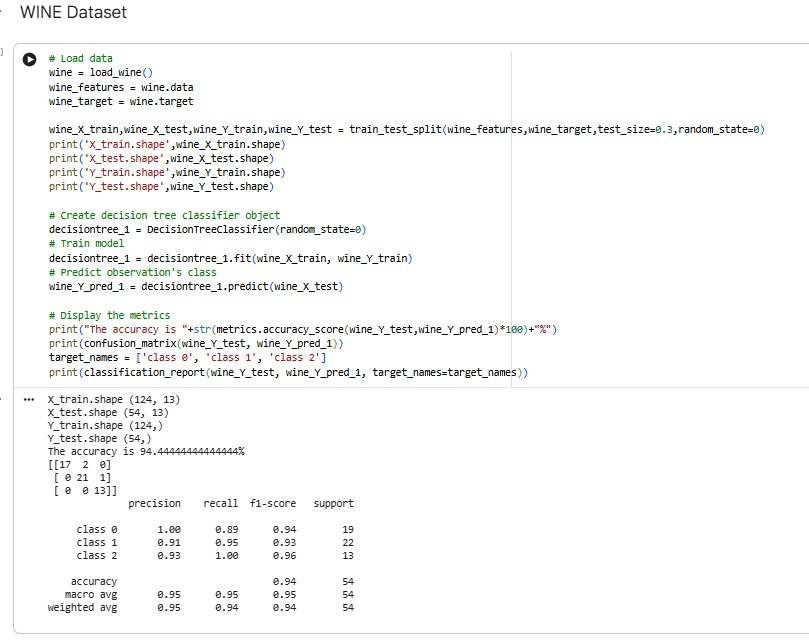 WINE Dataset
# Load data
wine = load_wine()
wine_features = wine.data
wine_target = wine.target
wine_X_train,wine_X_test,wine_Y_train,wine_Y_test = train_test_split(wine_features,wine_target,test_size=0.3,random_state=0)
print('X_train.shape',wine_X_train.shape)
print('X_test.shape',wine_X_test.shape)
print('Y_train.shape',wine_Y_train.shape)
print('Y_test.shape',wine_Y_test.shape)
# Create decision tree classifier object
decisiontree_1 = DecisionTreeClassifier(random_state=0)
# Train model
decisiontree_1 = decisiontree_1.fit(wine_X_train, wine_Y_train)
# Predict observation's class
wine_Y_pred_1 = decisiontree_1.predict(wine_X_test)
# Display the metrics
print("The accuracy is "+str(metrics.accuracy_score(wine_Y_test,wine_Y_pred_1)*100)+"%")
print(confusion_matrix(wine_Y_test, wine_Y_pred_1))
target_names = ['class 0', 'class 1', 'class 2']
print(classification_report(wine_Y_test, wine_Y_pred_1, target_names=target_names))
X_train.shape (124, 13)
X_test.shape (54, 13)
Y_train.shape (124,)
Y_test.shape (54,)
The accuracy is 94.44444444444444%
[[17  2  0]
 [ 0 21  1]
 [ 0  0 13]]
              precision    recall  f1-score   support
     class 0       1.00      0.89      0.94        19
     class 1       0.91      0.95      0.93        22
     class 2       0.93      1.00      0.96        13
    accuracy                           0.94        54
   macro avg       0.95      0.95      0.95        54
weighted avg       0.95      0.94      0.94        54